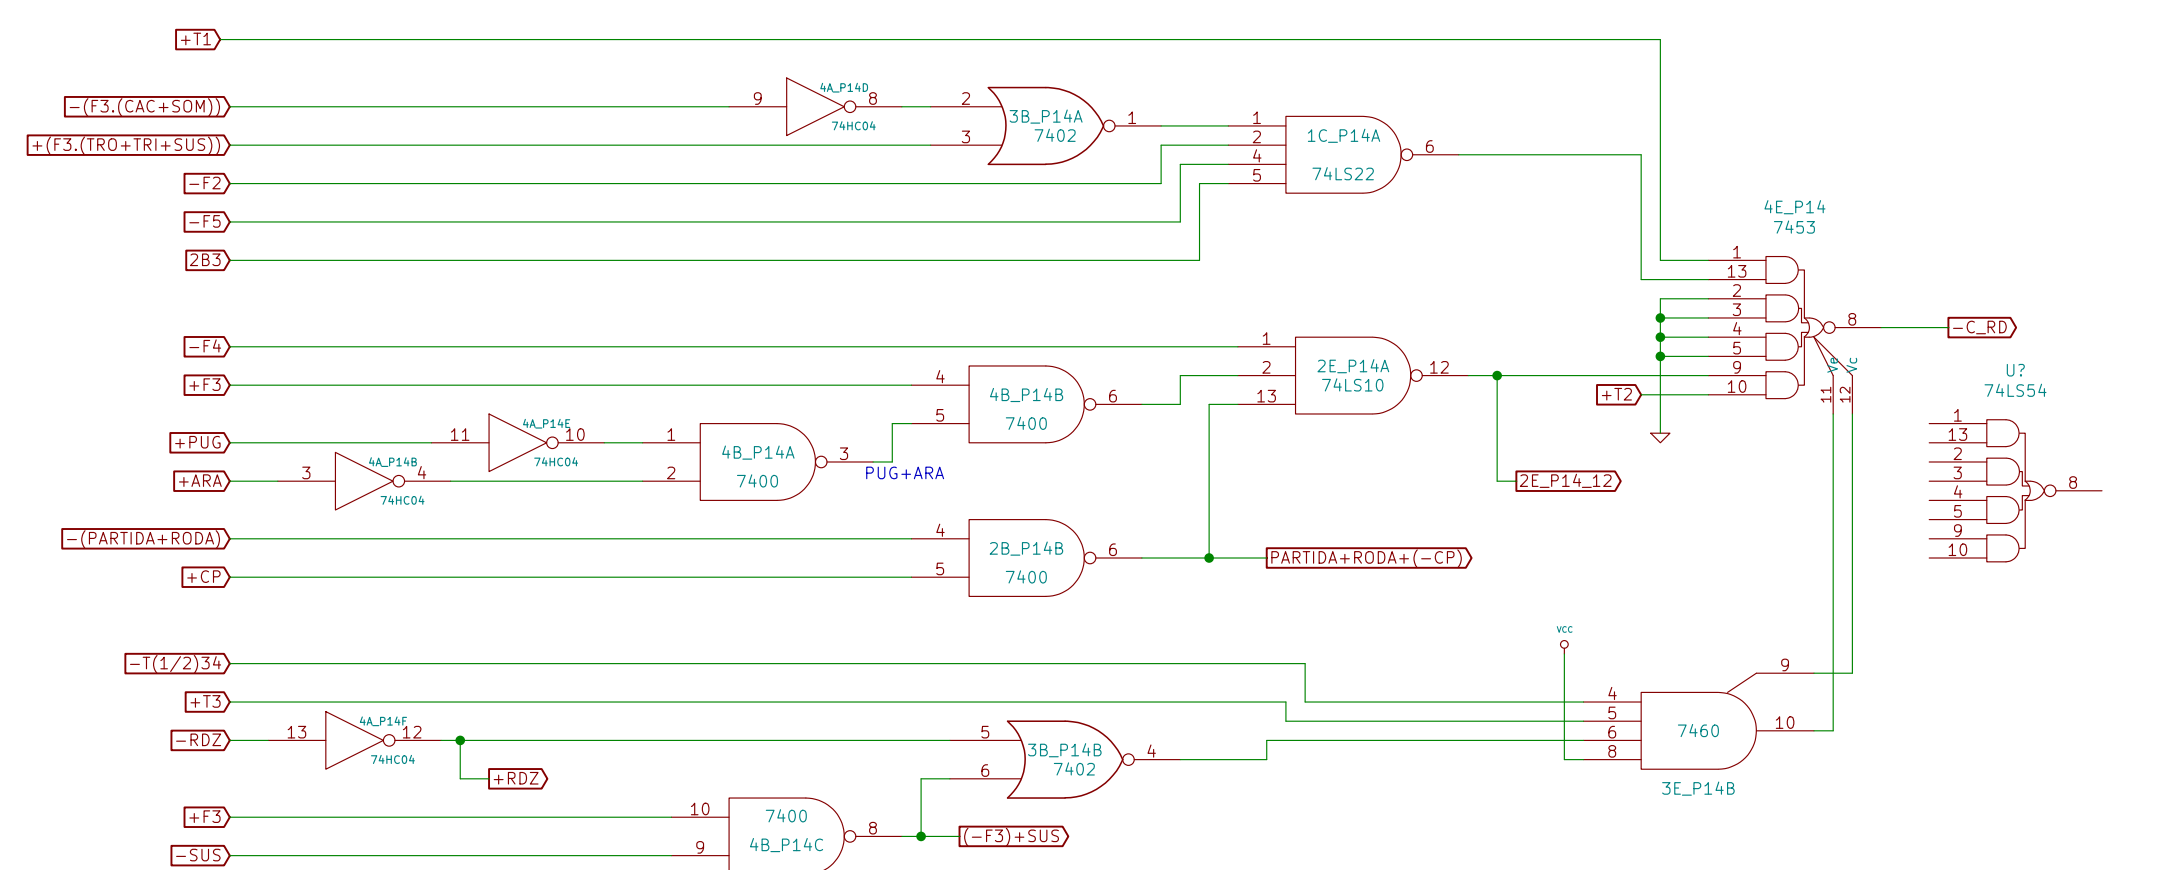 +T1
-(F3.(CAC+SOM))
9
4A_P14D
8
74HC04
2
3
3B_P14A
7402
1
1
2
4
5
1C_P14A
74LS22
6
+(F3.(TRO+TRI+SUS))
-F2
-F5
2B3
4E_P14
7453
1
13
2
3
4
5
9
10
8
-C_RD
Ve
Vc
11
12
+T2
U?
74LS54
1
13
2
3
4
5
9
10
8
-F4
1
2
13
2E_P14A
74LS10
12
2E_P14_12
+F3
4
5
4B_P14B
7400
6
+PUG
11
4A_P14E
10
74HC04
+ARA
3
4A_P14B
4
74HC04
1
2
4B_P14A
7400
3
PUG+ARA
-(PARTIDA+RODA)
+CP
4
5
2B_P14B
7400
6
PARTIDA+RODA+(-CP)
VCC
-T(1/2)34
+T3
-RDZ
13
4A_P14F
12
74HC04
+RDZ
5
6
3B_P14B
7402
4
4
5
6
8
7460
9
10
3E_P14B
+F3
-SUS
10
9
7400
4B_P14C
8
(-F3)+SUS